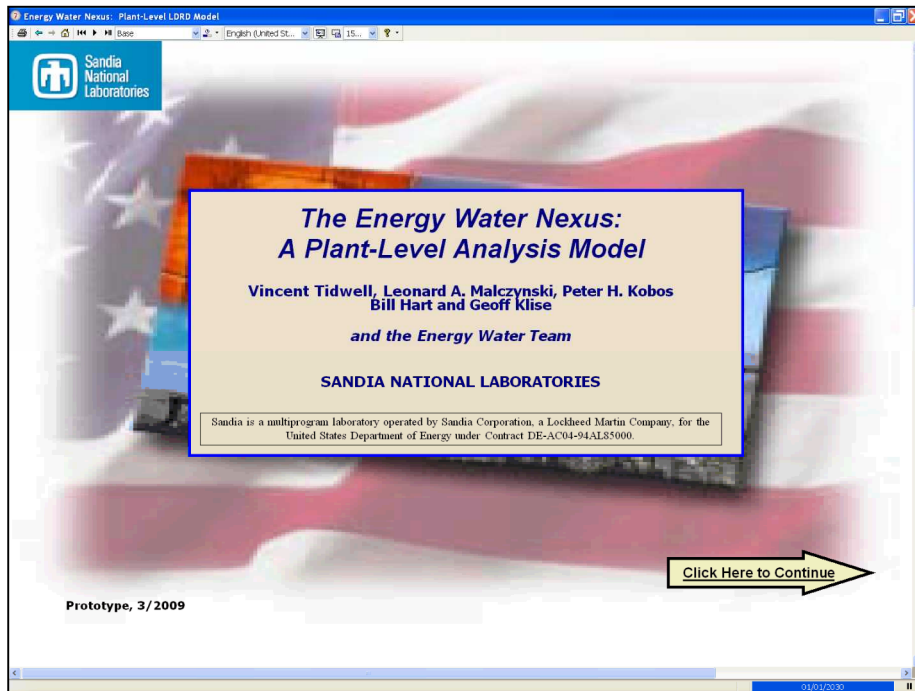 Energy Water Nexus: Plant-Level LDRD Model
Base English (United St... 15...
Sandia
National
Laboratories
The Energy Water Nexus:
A Plant-Level Analysis Model
Vincent Tidwell, Leonard A. Malczynski, Peter H. Kobos
Bill Hart and Geoff Klise
and the Energy Water Team
SANDIA NATIONAL LABORATORIES
Sandia is a multiprogram laboratory operated by Sandia Corporation, a Lockheed Martin Company, for the
United States Department of Energy under Contract DE-AC04-94AL85000.
Click Here to Continue
Prototype, 3/2009
01/01/2030